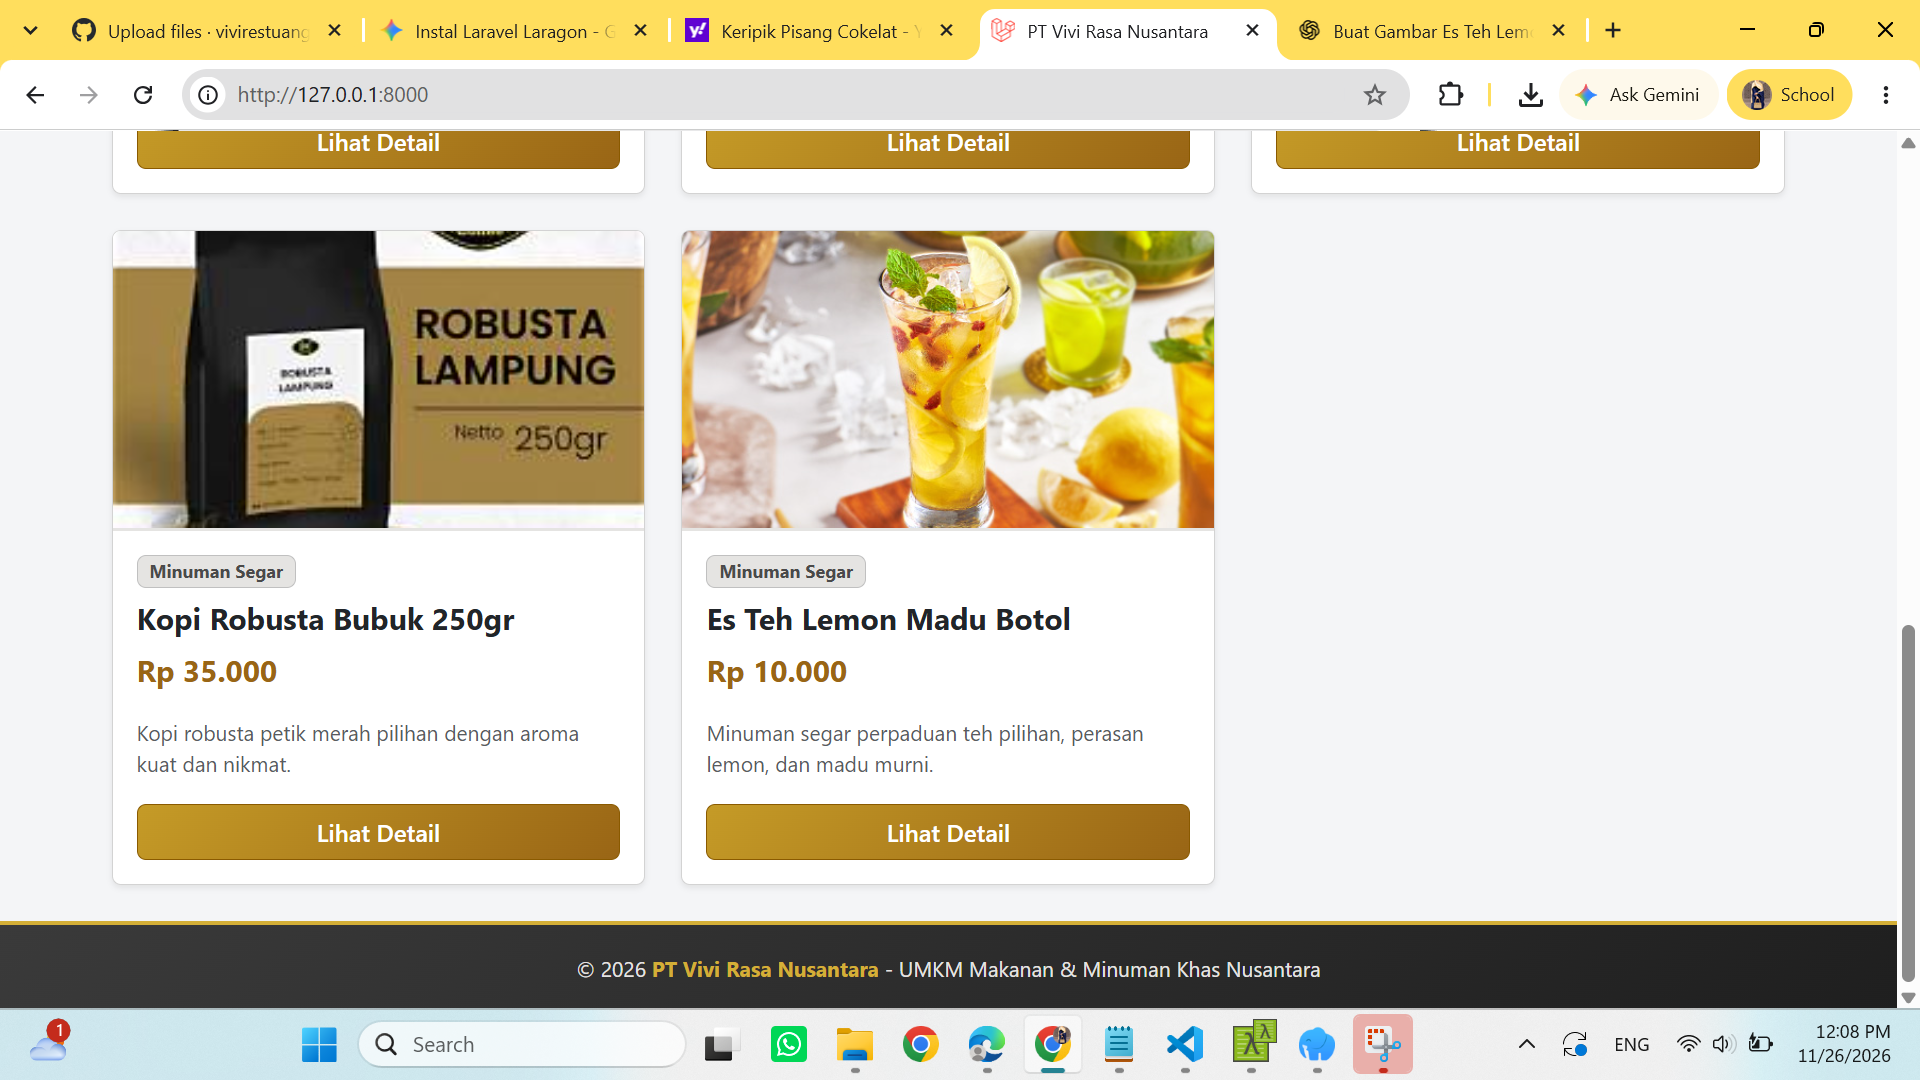 Upload files · vivirestuang
Instal Laravel Laragon - G
Keripik Pisang Cokelat - Y
PT Vivi Rasa Nusantara
Buat Gambar Es Teh Lem
http://127.0.0.1:8000
Ask Gemini
School
Lihat Detail
Lihat Detail
Lihat Detail
ROBUSTA
LAMPUNG
Netto 250gr
ROBUSTA
LAMPUNG
Minuman Segar
Kopi Robusta Bubuk 250gr
Rp 35.000
Kopi robusta petik merah pilihan dengan aroma
kuat dan nikmat.
Lihat Detail
Minuman Segar
Es Teh Lemon Madu Botol
Rp 10.000
Minuman segar perpaduan teh pilihan, perasan
lemon, dan madu murni.
Lihat Detail
© 2026 PT Vivi Rasa Nusantara - UMKM Makanan & Minuman Khas Nusantara
1
Search
ENG
12:08 PM
11/26/2026